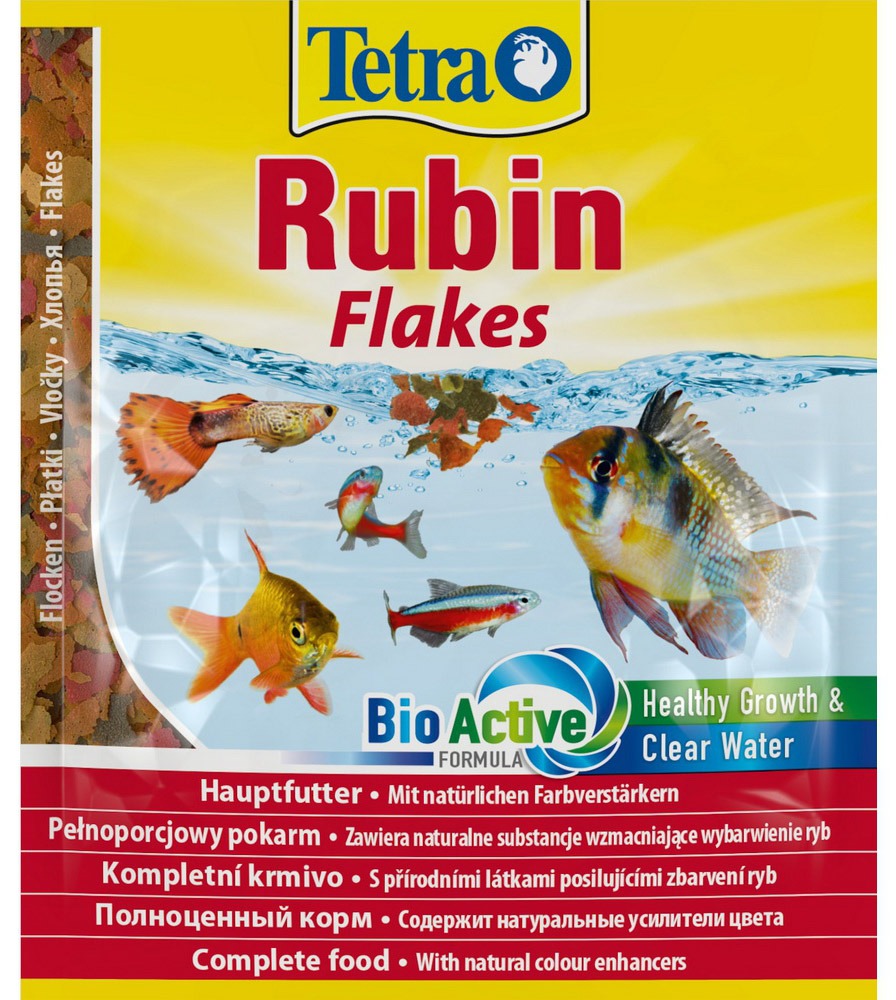 Tetra
Rubin
Flakes
Flocken • Płatki • Vločky • Хлопья • Flakes
BioActive
FORMULA
Healthy Growth &
Clear Water
Hauptfutter • Mit natürlichen Farbverstärkern
Pełnoporcjowy pokarm • Zawiera naturalne substancje wzmacniające wybarwienie ryb
Kompletní krmivo • S přírodními látkami posilujícími zbarvení ryb
Полноценный корм • Содержит натуральные усилители цвета
Complete food • With natural colour enhancers